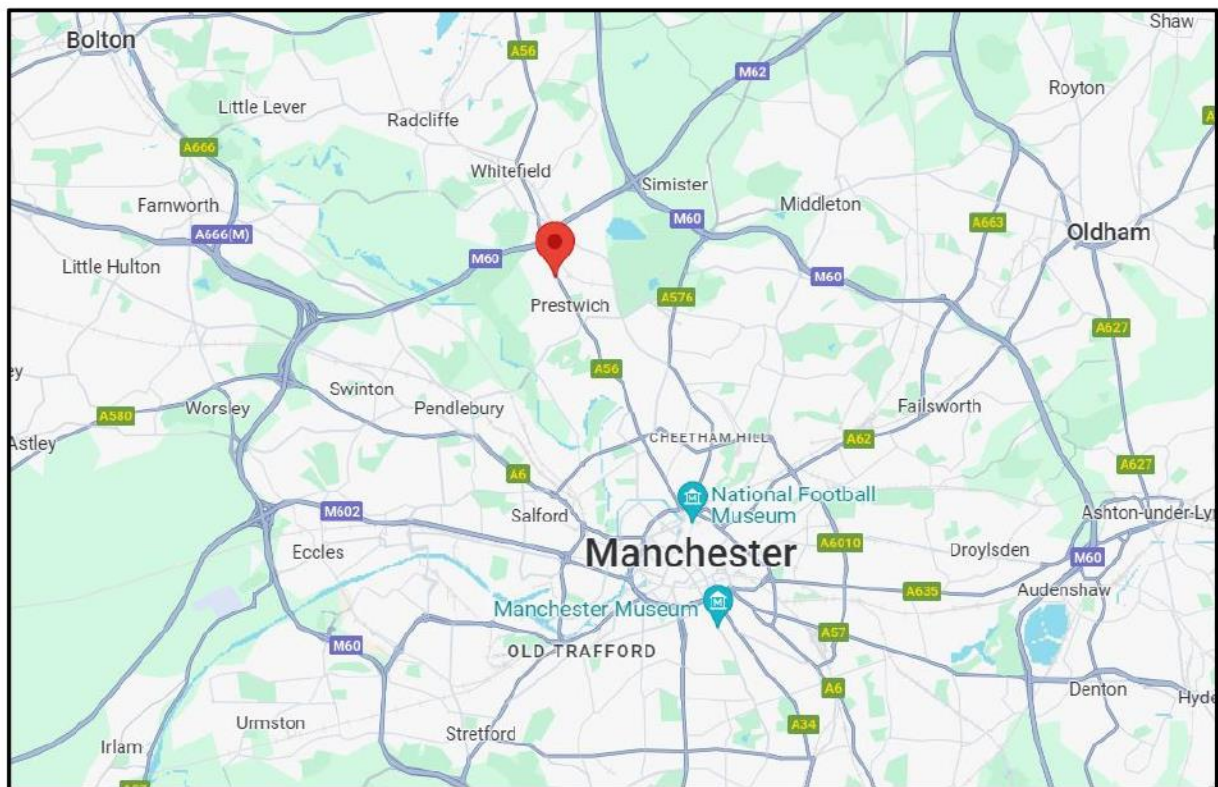 Shaw
Bolton
A56
M62
Royton
Little Lever
Radcliffe
A666
Whitefield
Simister
Middleton
Farnworth
M60
A663
A666(M)
Oldham
Little Hulton
M60
M60
A576
Prestwich
A627
A56
Swinton
Pendlebury
Failsworth
Worsley
A580
Astley
CHEETHAM HILL
A62
A6
A627
National Football
Museum
M602
Salford
Ashton-under-Ly
Eccles
Manchester
A6010
Droylsden
M60
Audenshaw
A635
Manchester Museum
A57
M60
OLD TRAFFORD
A6
Denton
Hyde
Urmston
Stretford
A34
Irlam